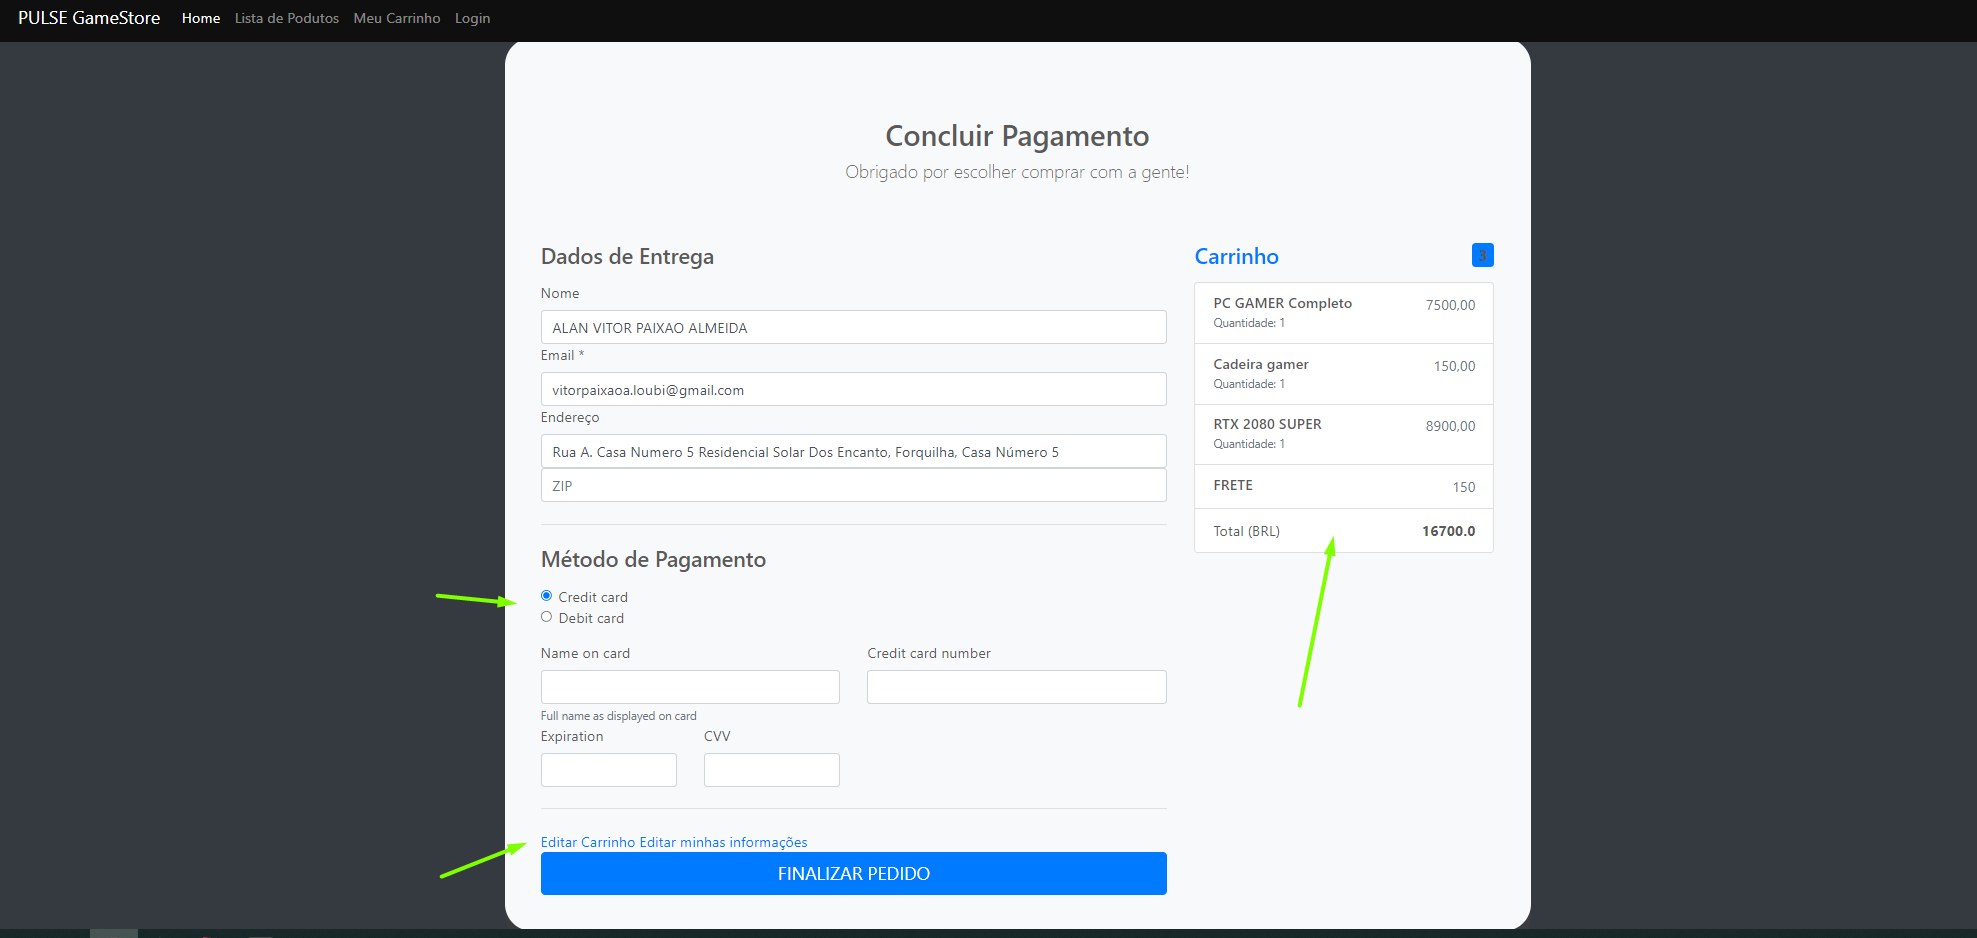 PULSE GameStore Home Lista de Podutos Meu Carrinho Login
Concluir Pagamento
Obrigado por escolher comprar com a gente!
Dados de Entrega
Nome
ALAN VITOR PAIXAO ALMEIDA
Email *
vitorpaixaoa.loubi@gmail.com
Endereço
Rua A. Casa Numero 5 Residencial Solar Dos Encanto, Forquilha, Casa Número 5
ZIP
Método de Pagamento
Credit card
Debit card
Name on card
Credit card number
Full name as displayed on card
Expiration
CVV
Editar Carrinho Editar minhas informações
FINALIZAR PEDIDO
Carrinho 3
PC GAMER Completo 7500,00
Quantidade: 1
Cadeira gamer 150,00
Quantidade: 1
RTX 2080 SUPER 8900,00
Quantidade: 1
FRETE 150
Total (BRL) 16700.0